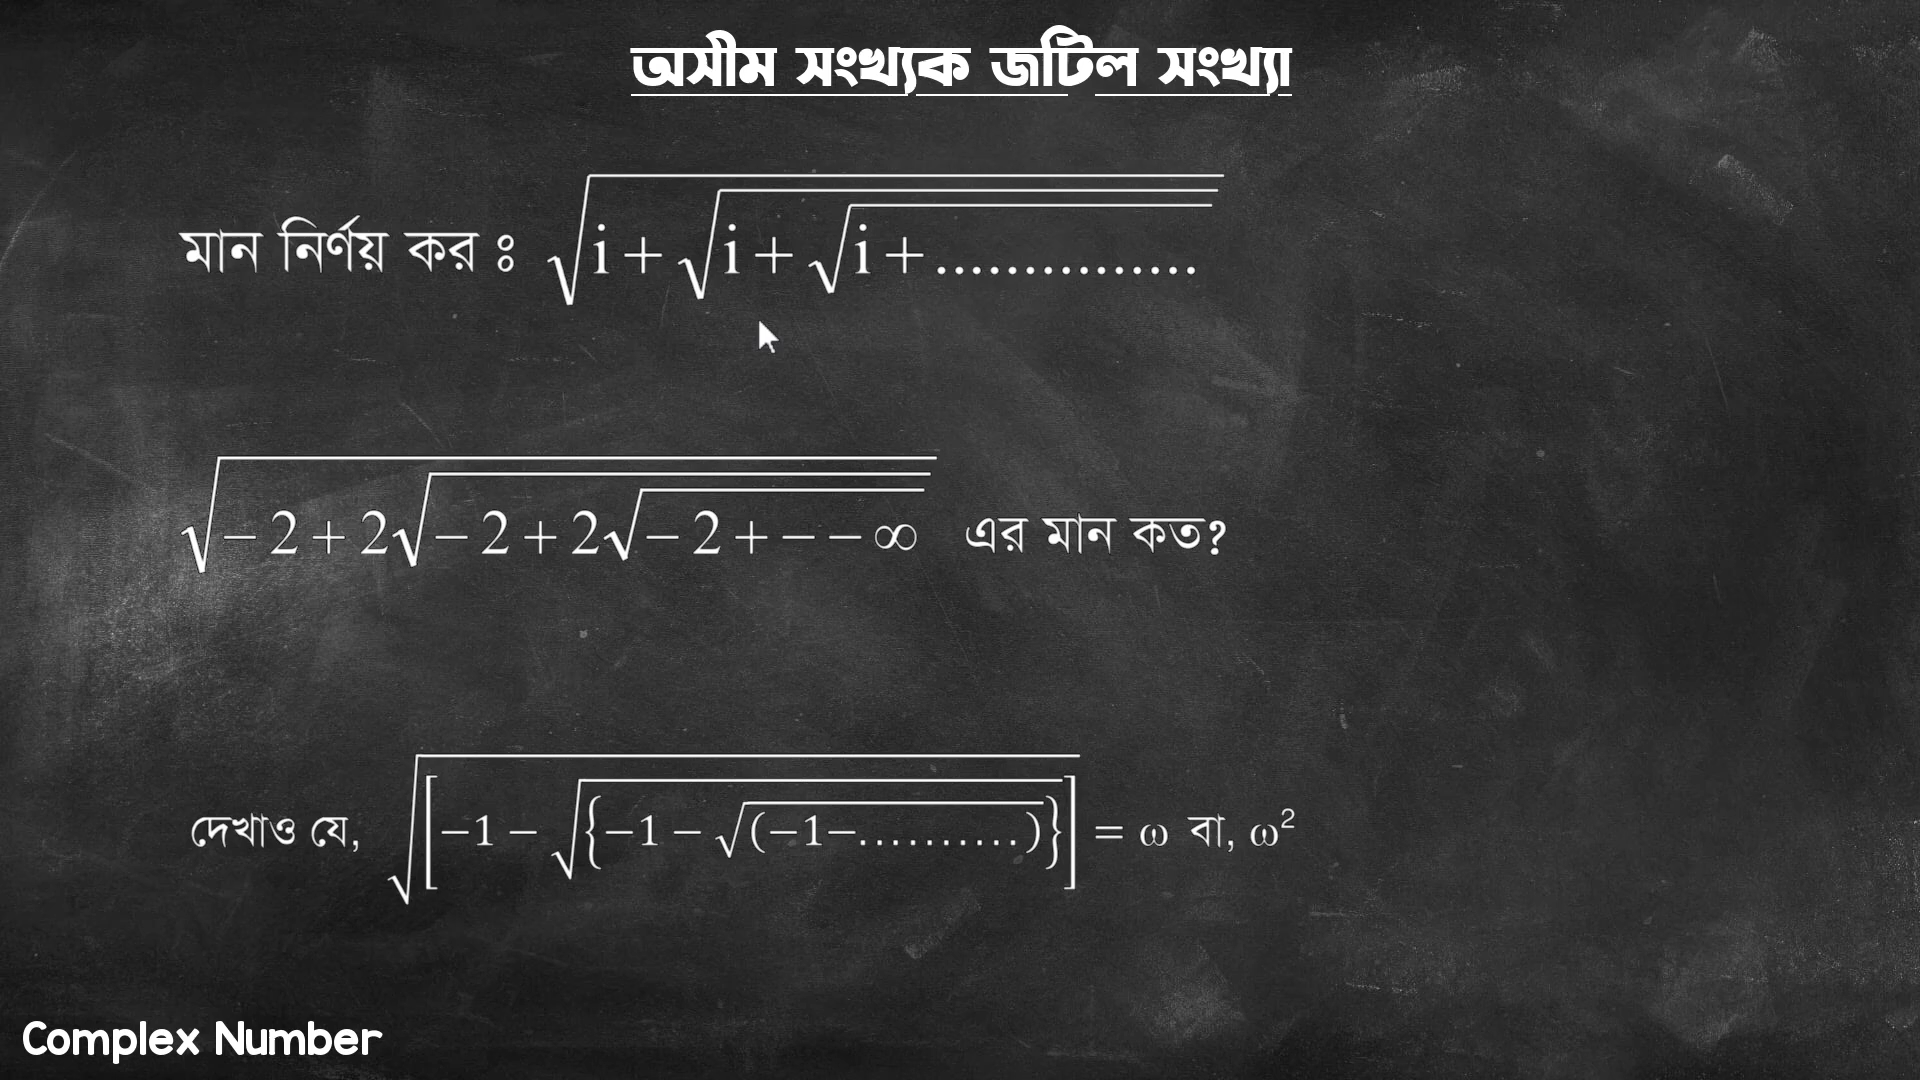 অসীম সংখ্যক জটিল সংখ্যা
মান নির্ণয় কর ঃ √(i + √(i + √(i + ...............)))
√(− 2 + 2√(− 2 + 2√(− 2 + − − ∞))) এর মান কত?
দেখাও যে, √[−1 − √{−1 − √(−1−..........)}] = ω বা, ω²
Complex Number